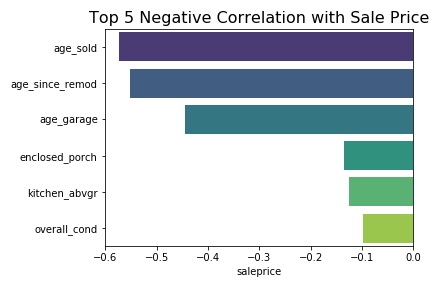 Top 5 Negative Correlation with Sale Price
age_sold
age_since_remod
age_garage
enclosed_porch
kitchen_abvgr
overall_cond
−0.6 −0.5 −0.4 −0.3 −0.2 −0.1 0.0
saleprice